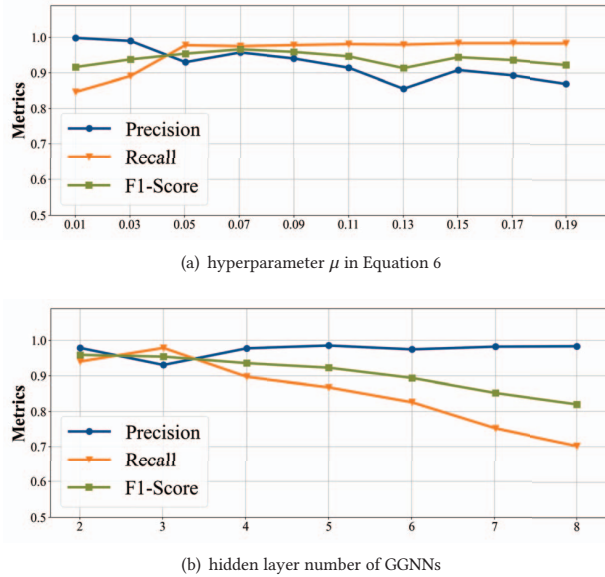 1.0
0.9
0.8
0.7
0.6
0.5
Metrics
Precision
Recall
F1-Score
0.01 0.03 0.05 0.07 0.09 0.11 0.13 0.15 0.17 0.19
(a) hyperparameter μ in Equation 6
1.0
0.9
0.8
0.7
0.6
0.5
Metrics
Precision
Recall
F1-Score
2 3 4 5 6 7 8
(b) hidden layer number of GGNNs